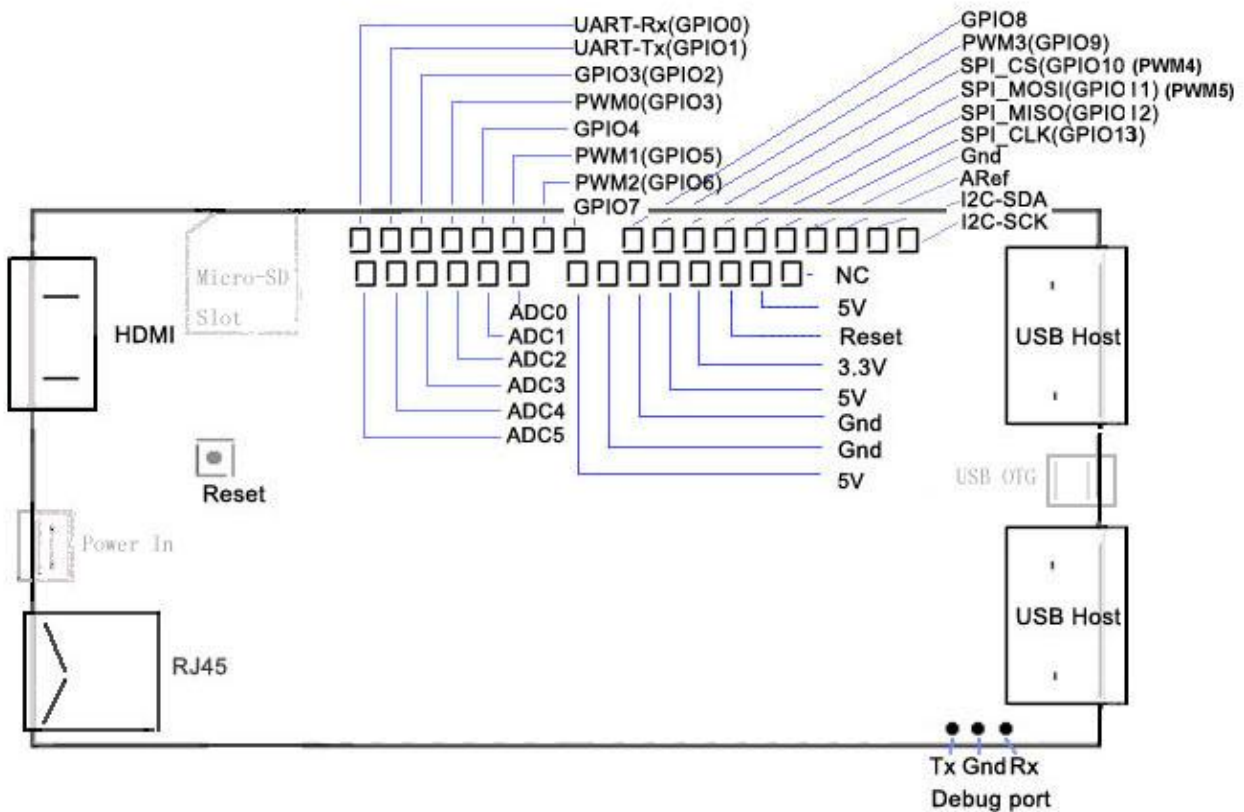 UART-Rx(GPIO0)
UART-Tx(GPIO1)
GPIO3(GPIO2)
PWM0(GPIO3)
GPIO4
PWM1(GPIO5)
PWM2(GPIO6)
GPIO7
GPIO8
PWM3(GPIO9)
SPI_CS(GPIO10 (PWM4)
SPI_MOSI(GPIO11) (PWM5)
SPI_MISO(GPIO12)
SPI_CLK(GPIO13)
Gnd
ARef
I2C-SDA
I2C-SCK
Micro-SD
Slot
HDMI
ADC0
ADC1
ADC2
ADC3
ADC4
ADC5
NC
5V
Reset
3.3V
5V
Gnd
Gnd
5V
USB Host
Reset
USB OTG
Power In
USB Host
RJ45
Tx Gnd Rx
Debug port